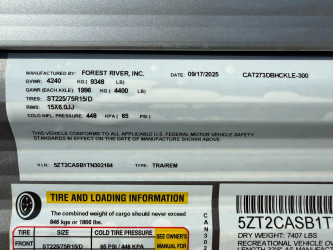 MANUFACTURED BY: FOREST RIVER, INC. DATE: 09/17/2025 CAT273DBHCKLE-300
GVWR: 4240 KG ( 9348 LB)
GAWR (EACH AXLE): 1996 KG ( 4400 LB)
TIRES: ST225/75R15/D
RIMS: 15X6.0JJ
COLD INFL. PRESSURE: 448 KPA ( 65 PSI)
THIS VEHICLE CONFORMS TO ALL APPLICABLE U.S. FEDERAL MOTOR VEHICLE SAFETY
STANDARDS IN EFFECT ON THE DATE OF MANUFACTURE SHOWN ABOVE.
V.I.N.: 5ZT2CASB1TN302164 TYPE: TRA/REM
TIRE AND LOADING INFORMATION
The combined weight of cargo should never exceed
846 kg or 1866 lbs.
TIRE SIZE COLD TIRE PRESSURE SEE OWNER'S
MANUAL FOR
FRONT ST225/75R15/D 65 PSI / 448 KPA
CAN302
5ZT2CASB1T
DRY WEIGHT: 7407 LBS
RECREATIONAL VEHICLE